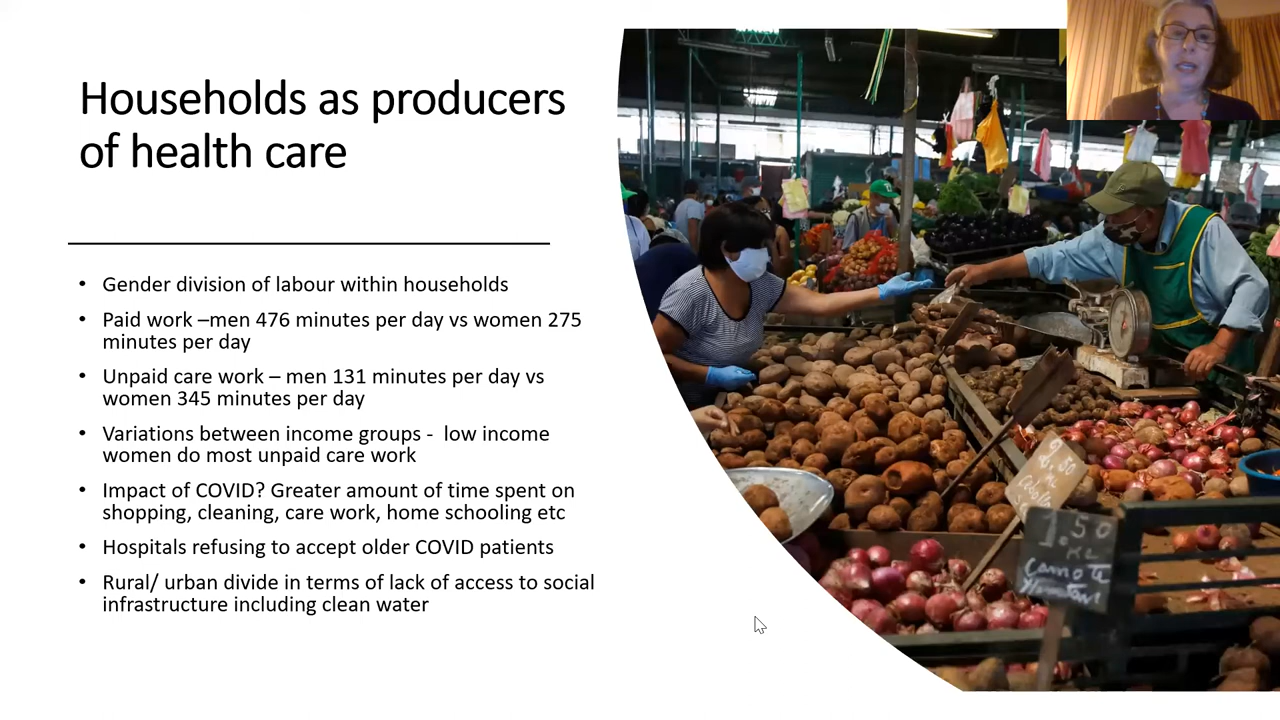 Households as producers
of health care
• Gender division of labour within households
• Paid work –men 476 minutes per day vs women 275
minutes per day
• Unpaid care work – men 131 minutes per day vs
women 345 minutes per day
• Variations between income groups -  low income
women do most unpaid care work
• Impact of COVID? Greater amount of time spent on
shopping, cleaning, care work, home schooling etc
• Hospitals refusing to accept older COVID patients
• Rural/ urban divide in terms of lack of access to social
infrastructure including clean water
1.50
KL
Camote